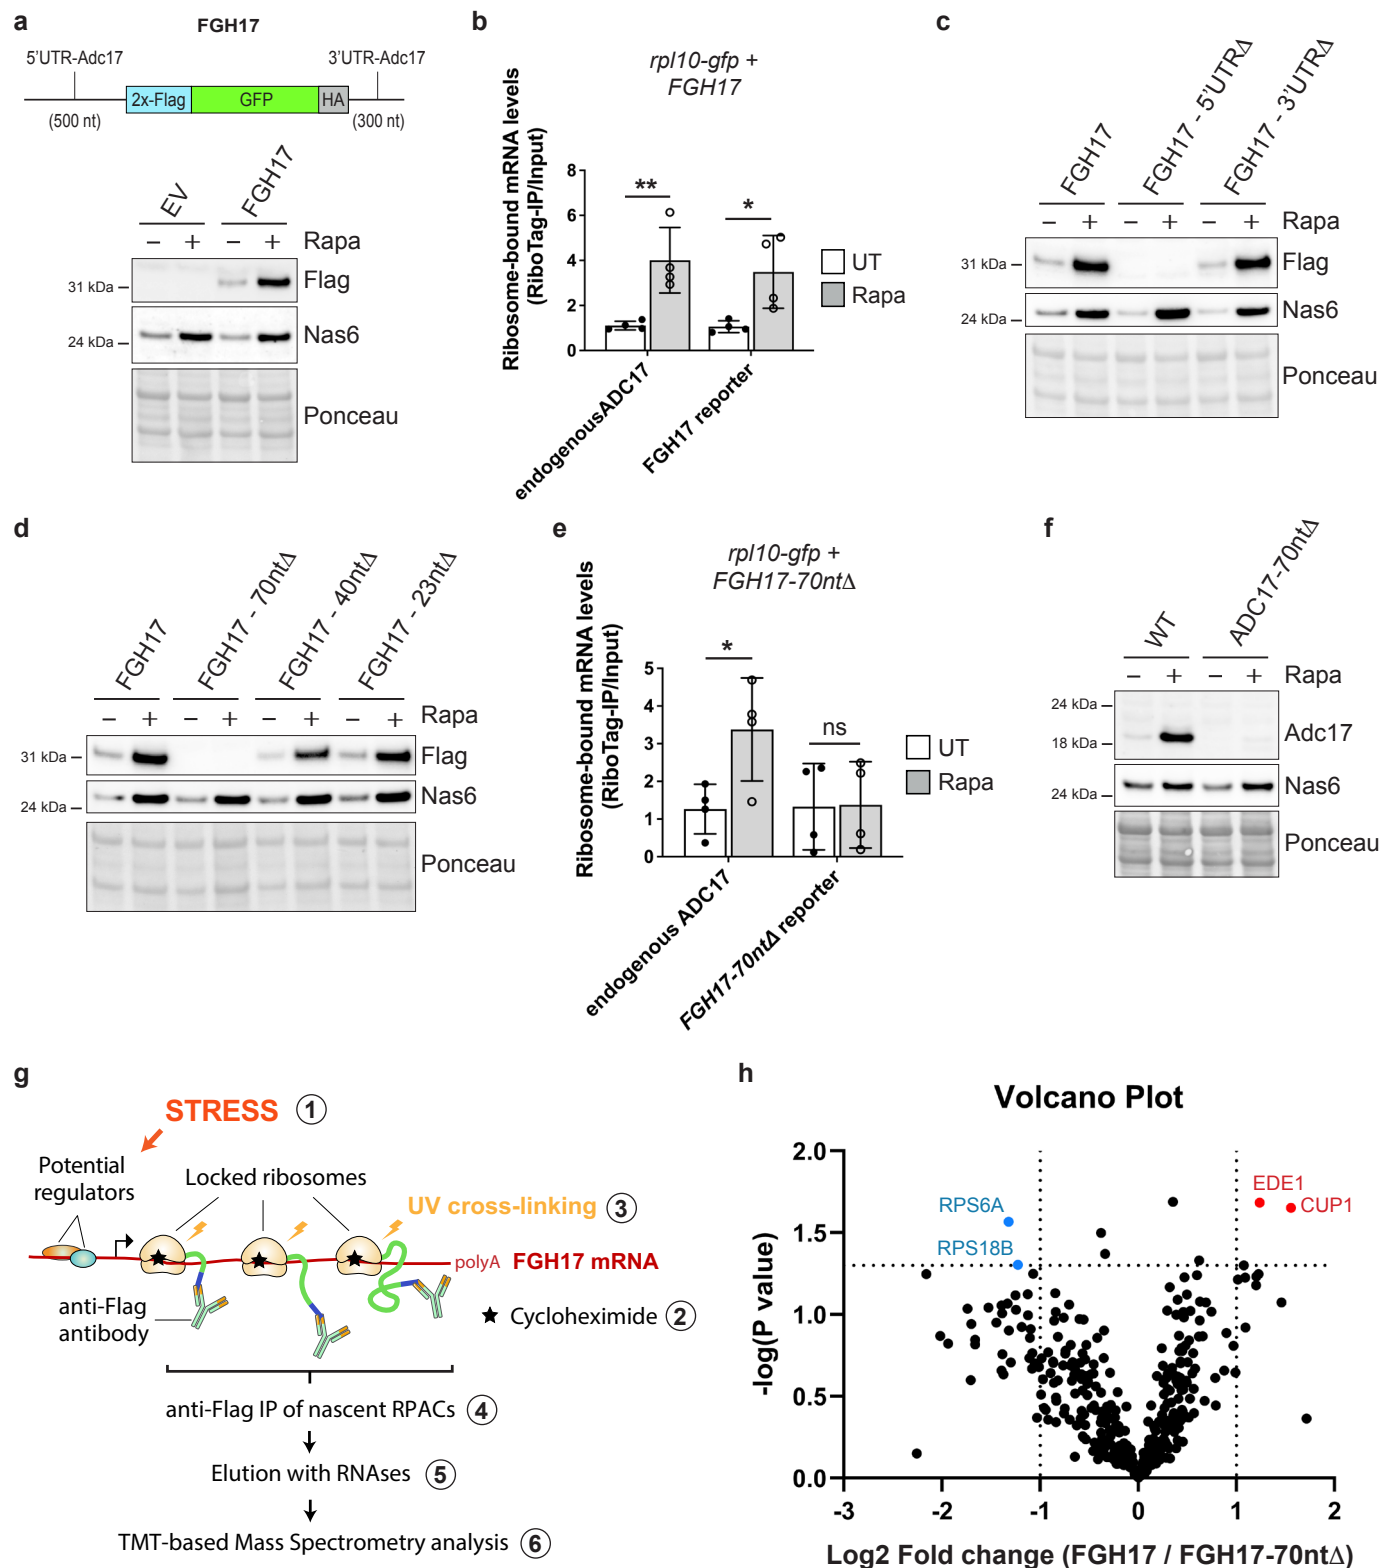 a
FGH17
5'UTR-Adc17
3'UTR-Adc17
2x-Flag
GFP
HA
(500 nt)
(300 nt)
EV
FGH17
– + – + Rapa
31 kDa
Flag
24 kDa
Nas6
Ponceau
b
rpl10-gfp +
FGH17
Ribosome-bound mRNA levels
(RiboTag-IP/Input)
8
6
4
2
0
**
*
UT
Rapa
endogenousADC17
FGH17 reporter
c
FGH17
FGH17 - 5'UTRΔ
FGH17 - 3'UTRΔ
– + – + – + Rapa
31 kDa
Flag
24 kDa
Nas6
Ponceau
d
FGH17
FGH17 - 70ntΔ
FGH17 - 40ntΔ
FGH17 - 23ntΔ
– + – + – + – + Rapa
31 kDa
Flag
24 kDa
Nas6
Ponceau
e
rpl10-gfp +
FGH17-70ntΔ
Ribosome-bound mRNA levels
(RiboTag-IP/Input)
5
4
3
2
1
0
*
ns
UT
Rapa
endogenous ADC17
FGH17-70ntΔ reporter
f
WT
ADC17-70ntΔ
– + – + Rapa
24 kDa
18 kDa
Adc17
24 kDa
Nas6
Ponceau
g
STRESS 1
Potential
regulators
Locked ribosomes
UV cross-linking 3
polyA FGH17 mRNA
anti-Flag
antibody
Cycloheximide 2
anti-Flag IP of nascent RPACs 4
Elution with RNAses 5
TMT-based Mass Spectrometry analysis 6
h
Volcano Plot
-log(P value)
2.0
1.5
1.0
0.5
0.0
EDE1
CUP1
RPS6A
RPS18B
-3 -2 -1 0 1 2
Log2 Fold change (FGH17 / FGH17-70ntΔ)